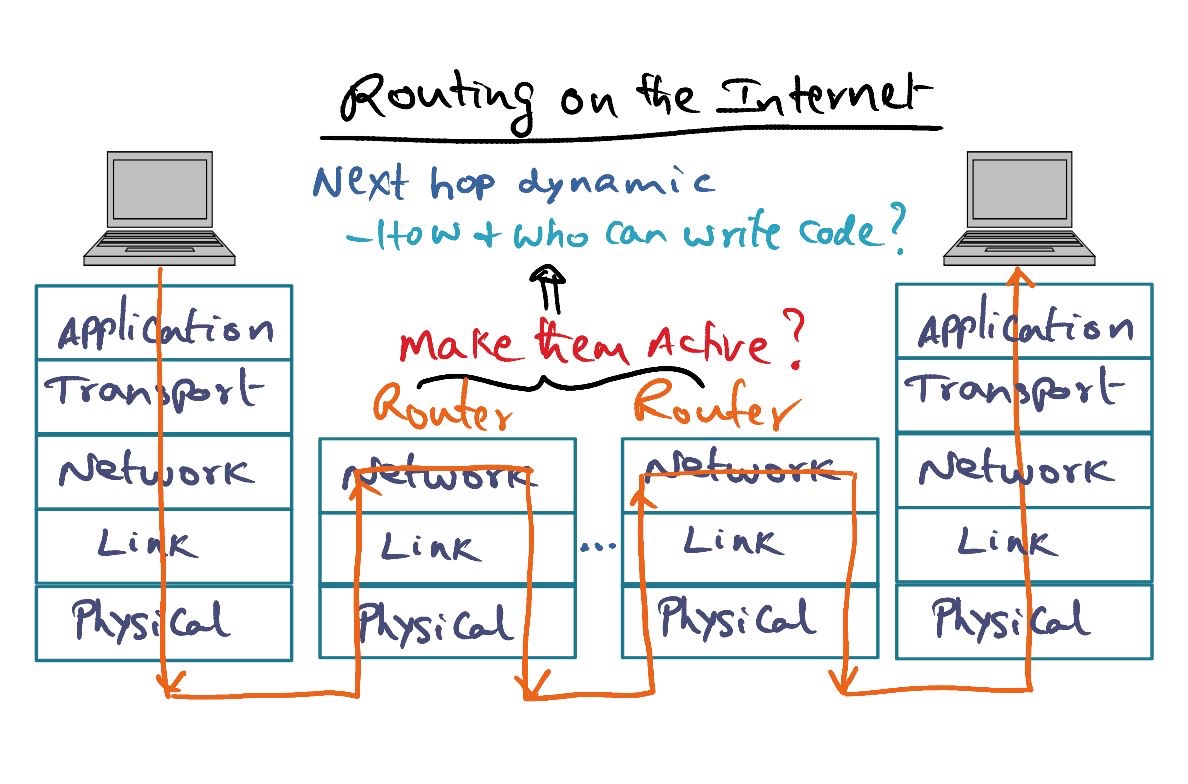 Routing on the Internet
Next hop dynamic
- How + who can write code?
Make them Active?
Application
Transport
Network
Link
Physical
Router
Network
Link
Physical
...
Router
Network
Link
Physical
Application
Transport
Network
Link
Physical